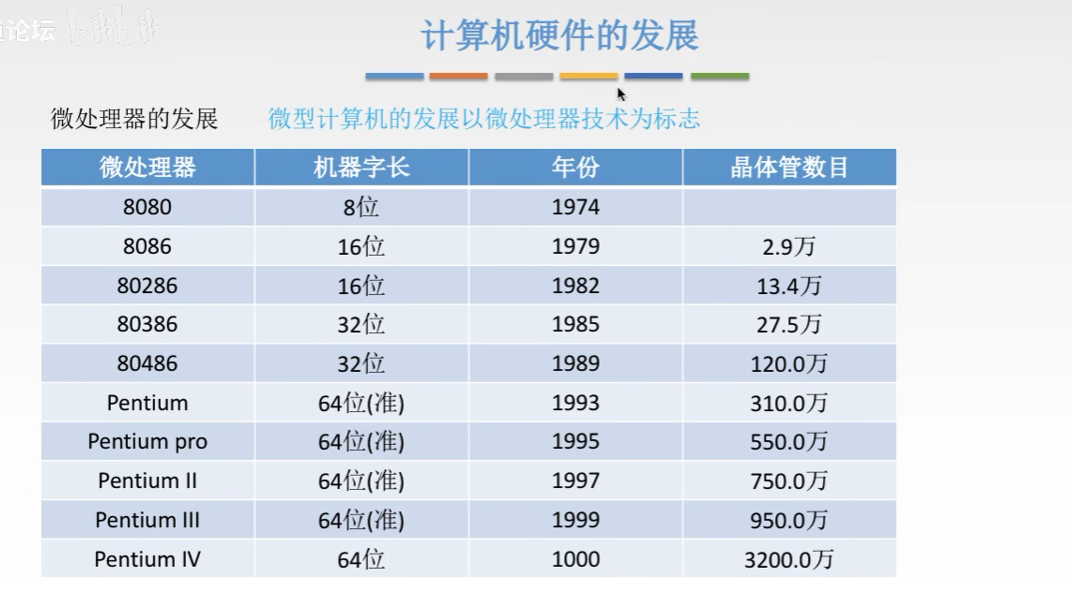 论坛 bilibili
计算机硬件的发展
微处理器的发展 微型计算机的发展以微处理器技术为标志
微处理器 机器字长 年份 晶体管数目
8080 8位 1974
8086 16位 1979 2.9万
80286 16位 1982 13.4万
80386 32位 1985 27.5万
80486 32位 1989 120.0万
Pentium 64位(准) 1993 310.0万
Pentium pro 64位(准) 1995 550.0万
Pentium II 64位(准) 1997 750.0万
Pentium III 64位(准) 1999 950.0万
Pentium IV 64位 1000 3200.0万